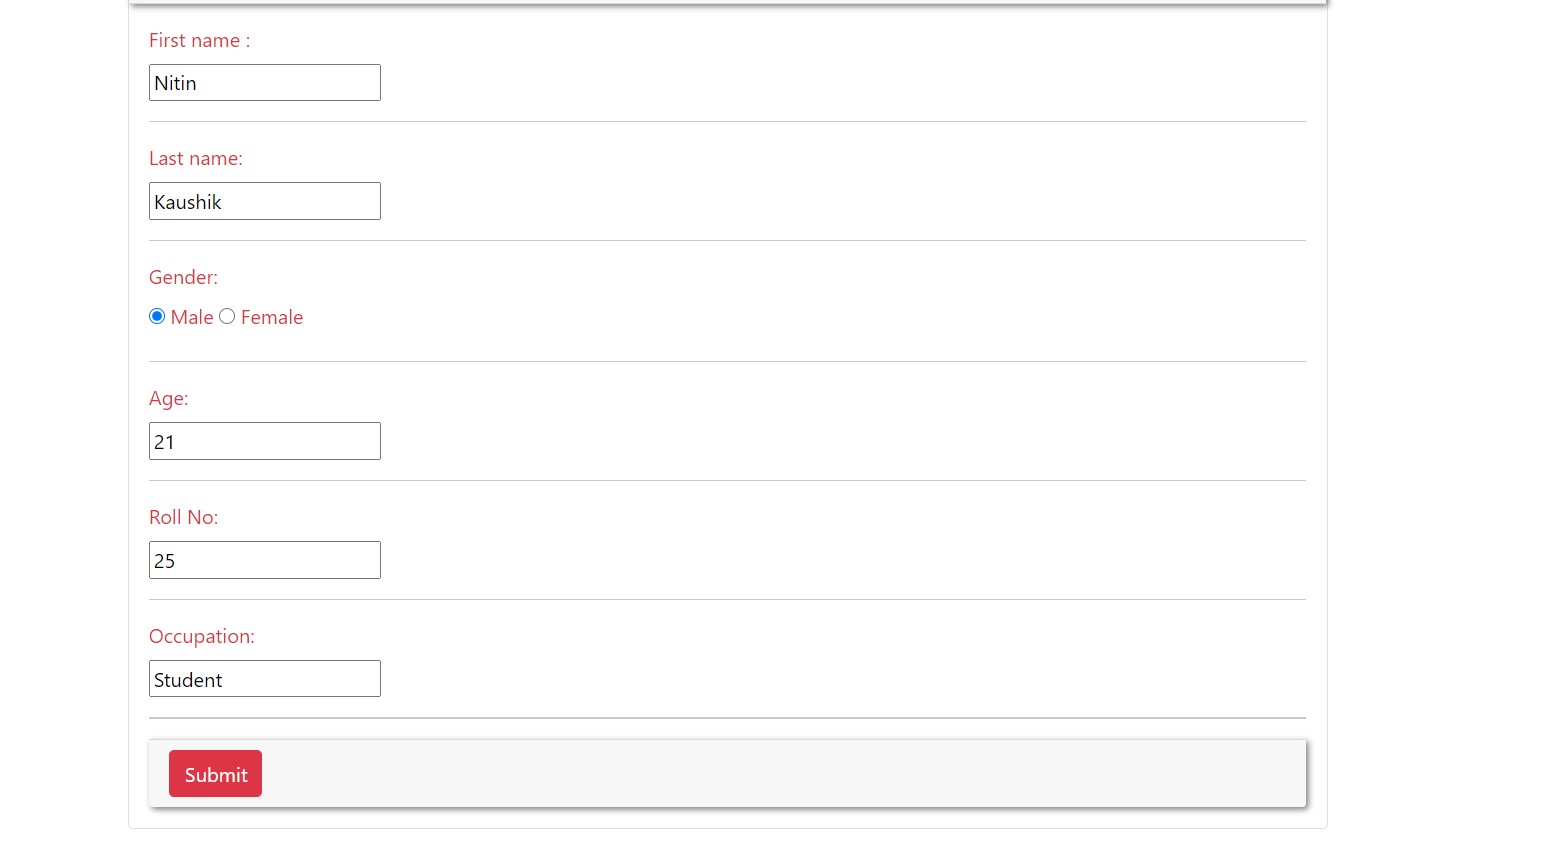 First name :
Nitin
Last name:
Kaushik
Gender:
Male Female
Age:
21
Roll No:
25
Occupation:
Student
Submit